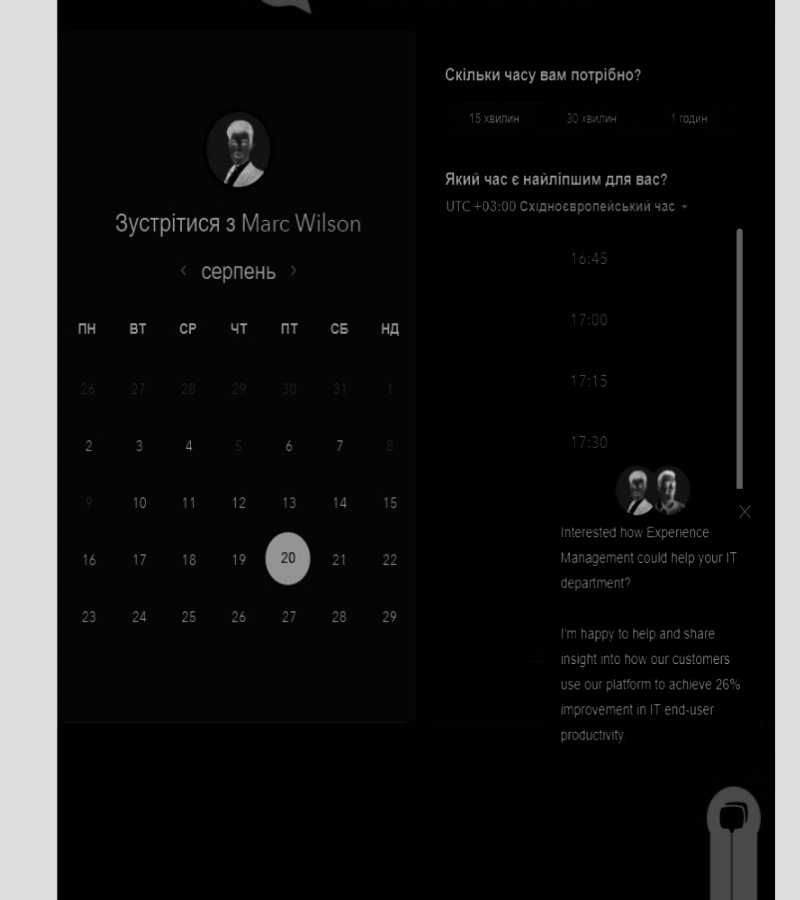 Зустрітися з Marc Wilson
серпень
ПН ВТ СР ЧТ ПТ СБ НД
26 27 28 29 30 31 1
2 3 4 5 6 7 8
9 10 11 12 13 14 15
16 17 18 19 20 21 22
23 24 25 26 27 28 29
Скільки часу вам потрібно?
15 хвилин 30 хвилин 1 годин
Який час є найліпшим для вас?
UTC +03:00 Східноєвропейський час
16:45
17:00
17:15
17:30
Interested how Experience
Management could help your IT
department?
I'm happy to help and share
insight into how our customers
use our platform to achieve 26%
improvement in IT end-user
productivity